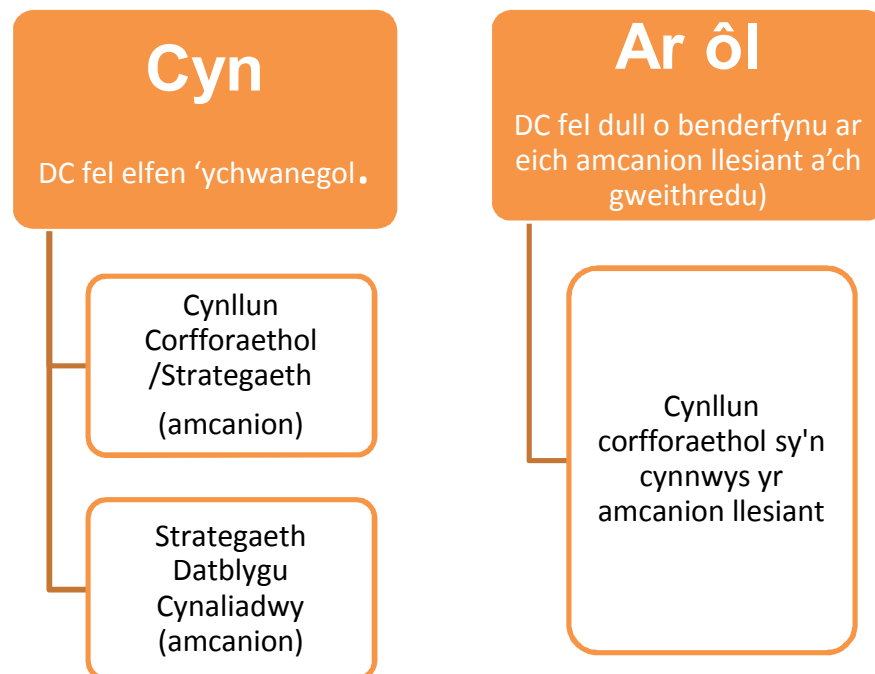 Cyn
DC fel elfen ‘ychwanegol.
Cynllun
Corfforaethol
/Strategaeth
(amcanion)
Strategaeth
Datblygu
Cynaliadwy
(amcanion)
Ar ôl
DC fel dull o benderfynu ar
eich amcanion llesiant a’ch
gweithredu)
Cynllun
corfforaethol sy'n
cynnwys yr
amcanion llesiant